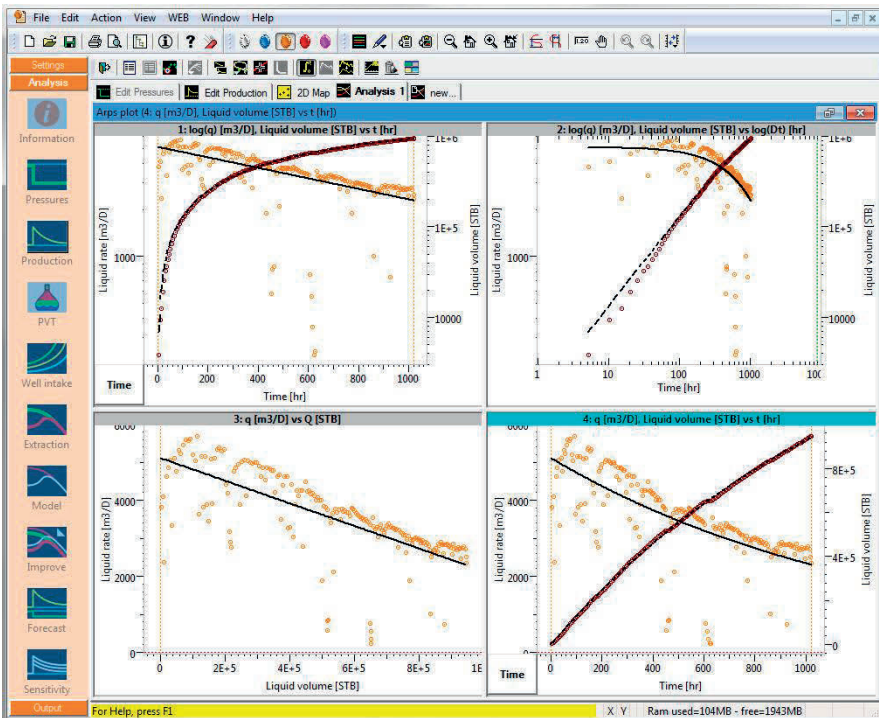 File Edit Action View WEB Window Help
Settings
Analysis
Information
Pressures
Production
PVT
Well intake
Extraction
Model
Improve
Forecast
Sensitivity
Output
Edit Pressures Edit Production 2D Map Analysis 1 new...
Arps plot (4: q [m3/D], Liquid volume [STB] vs t [hr])
1: log(q) [m3/D], Liquid volume [STB] vs t [hr]
1E+6
1E+5
10000
1000
Liquid rate [m3/D]
Liquid volume [STB]
0 200 400 600 800 1000
Time
Time [hr]
2: log(q) [m3/D], Liquid volume [STB] vs log(Dt) [hr]
1E+6
1E+5
10000
1000
Liquid rate [m3/D]
Liquid volume [STB]
1 10 100 1000
Time [hr]
3: q [m3/D] vs Q [STB]
6000
4000
2000
0
Liquid rate [m3/D]
0 2E+5 4E+5 6E+5 8E+5 1E
Liquid volume [STB]
4: q [m3/D], Liquid volume [STB] vs t [hr]
6000
4000
2000
0
Liquid rate [m3/D]
8E+5
4E+5
0
Liquid volume [STB]
0 200 400 600 800 1000
Time
Time [hr]
For Help, press F1
X Y Ram used=104MB - free=1943MB